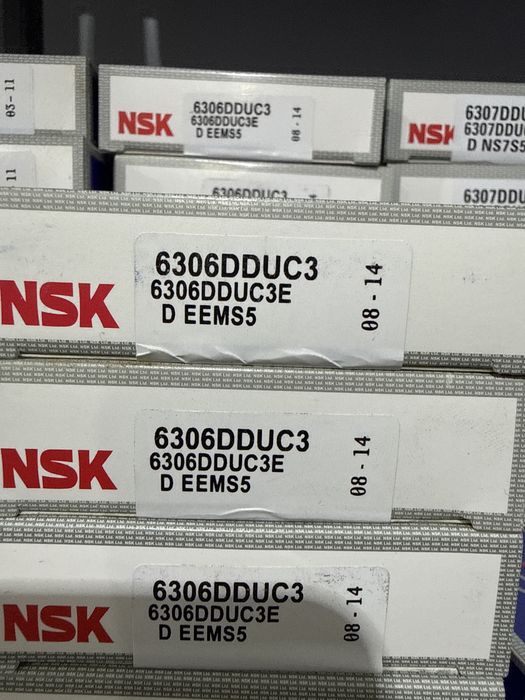 05-11
NSK
6306DDUC3
6306DDUC3E
D EEMS5
08-14
NSK
6307DDU
6307DDU
D NS7S5
11
6306DDUC3
6307DDU
NSK
6306DDUC3
6306DDUC3E
D EEMS5
08-14
NSK
6306DDUC3
6306DDUC3E
D EEMS5
08-14
NSK
6306DDUC3
6306DDUC3E
D EEMS5
08-14